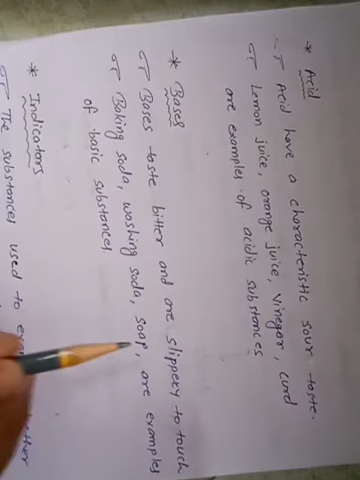 * Acid
→ Acid have a characteristic sour taste.
→ Lemon juice, orange juice, vinegar, curd
are examples of acidic substances
* Bases
→ Bases taste bitter and are slippery to touch
→ Baking soda, washing soda, soap, are examples
of basic substances.
* Indicators
→ The substances used to